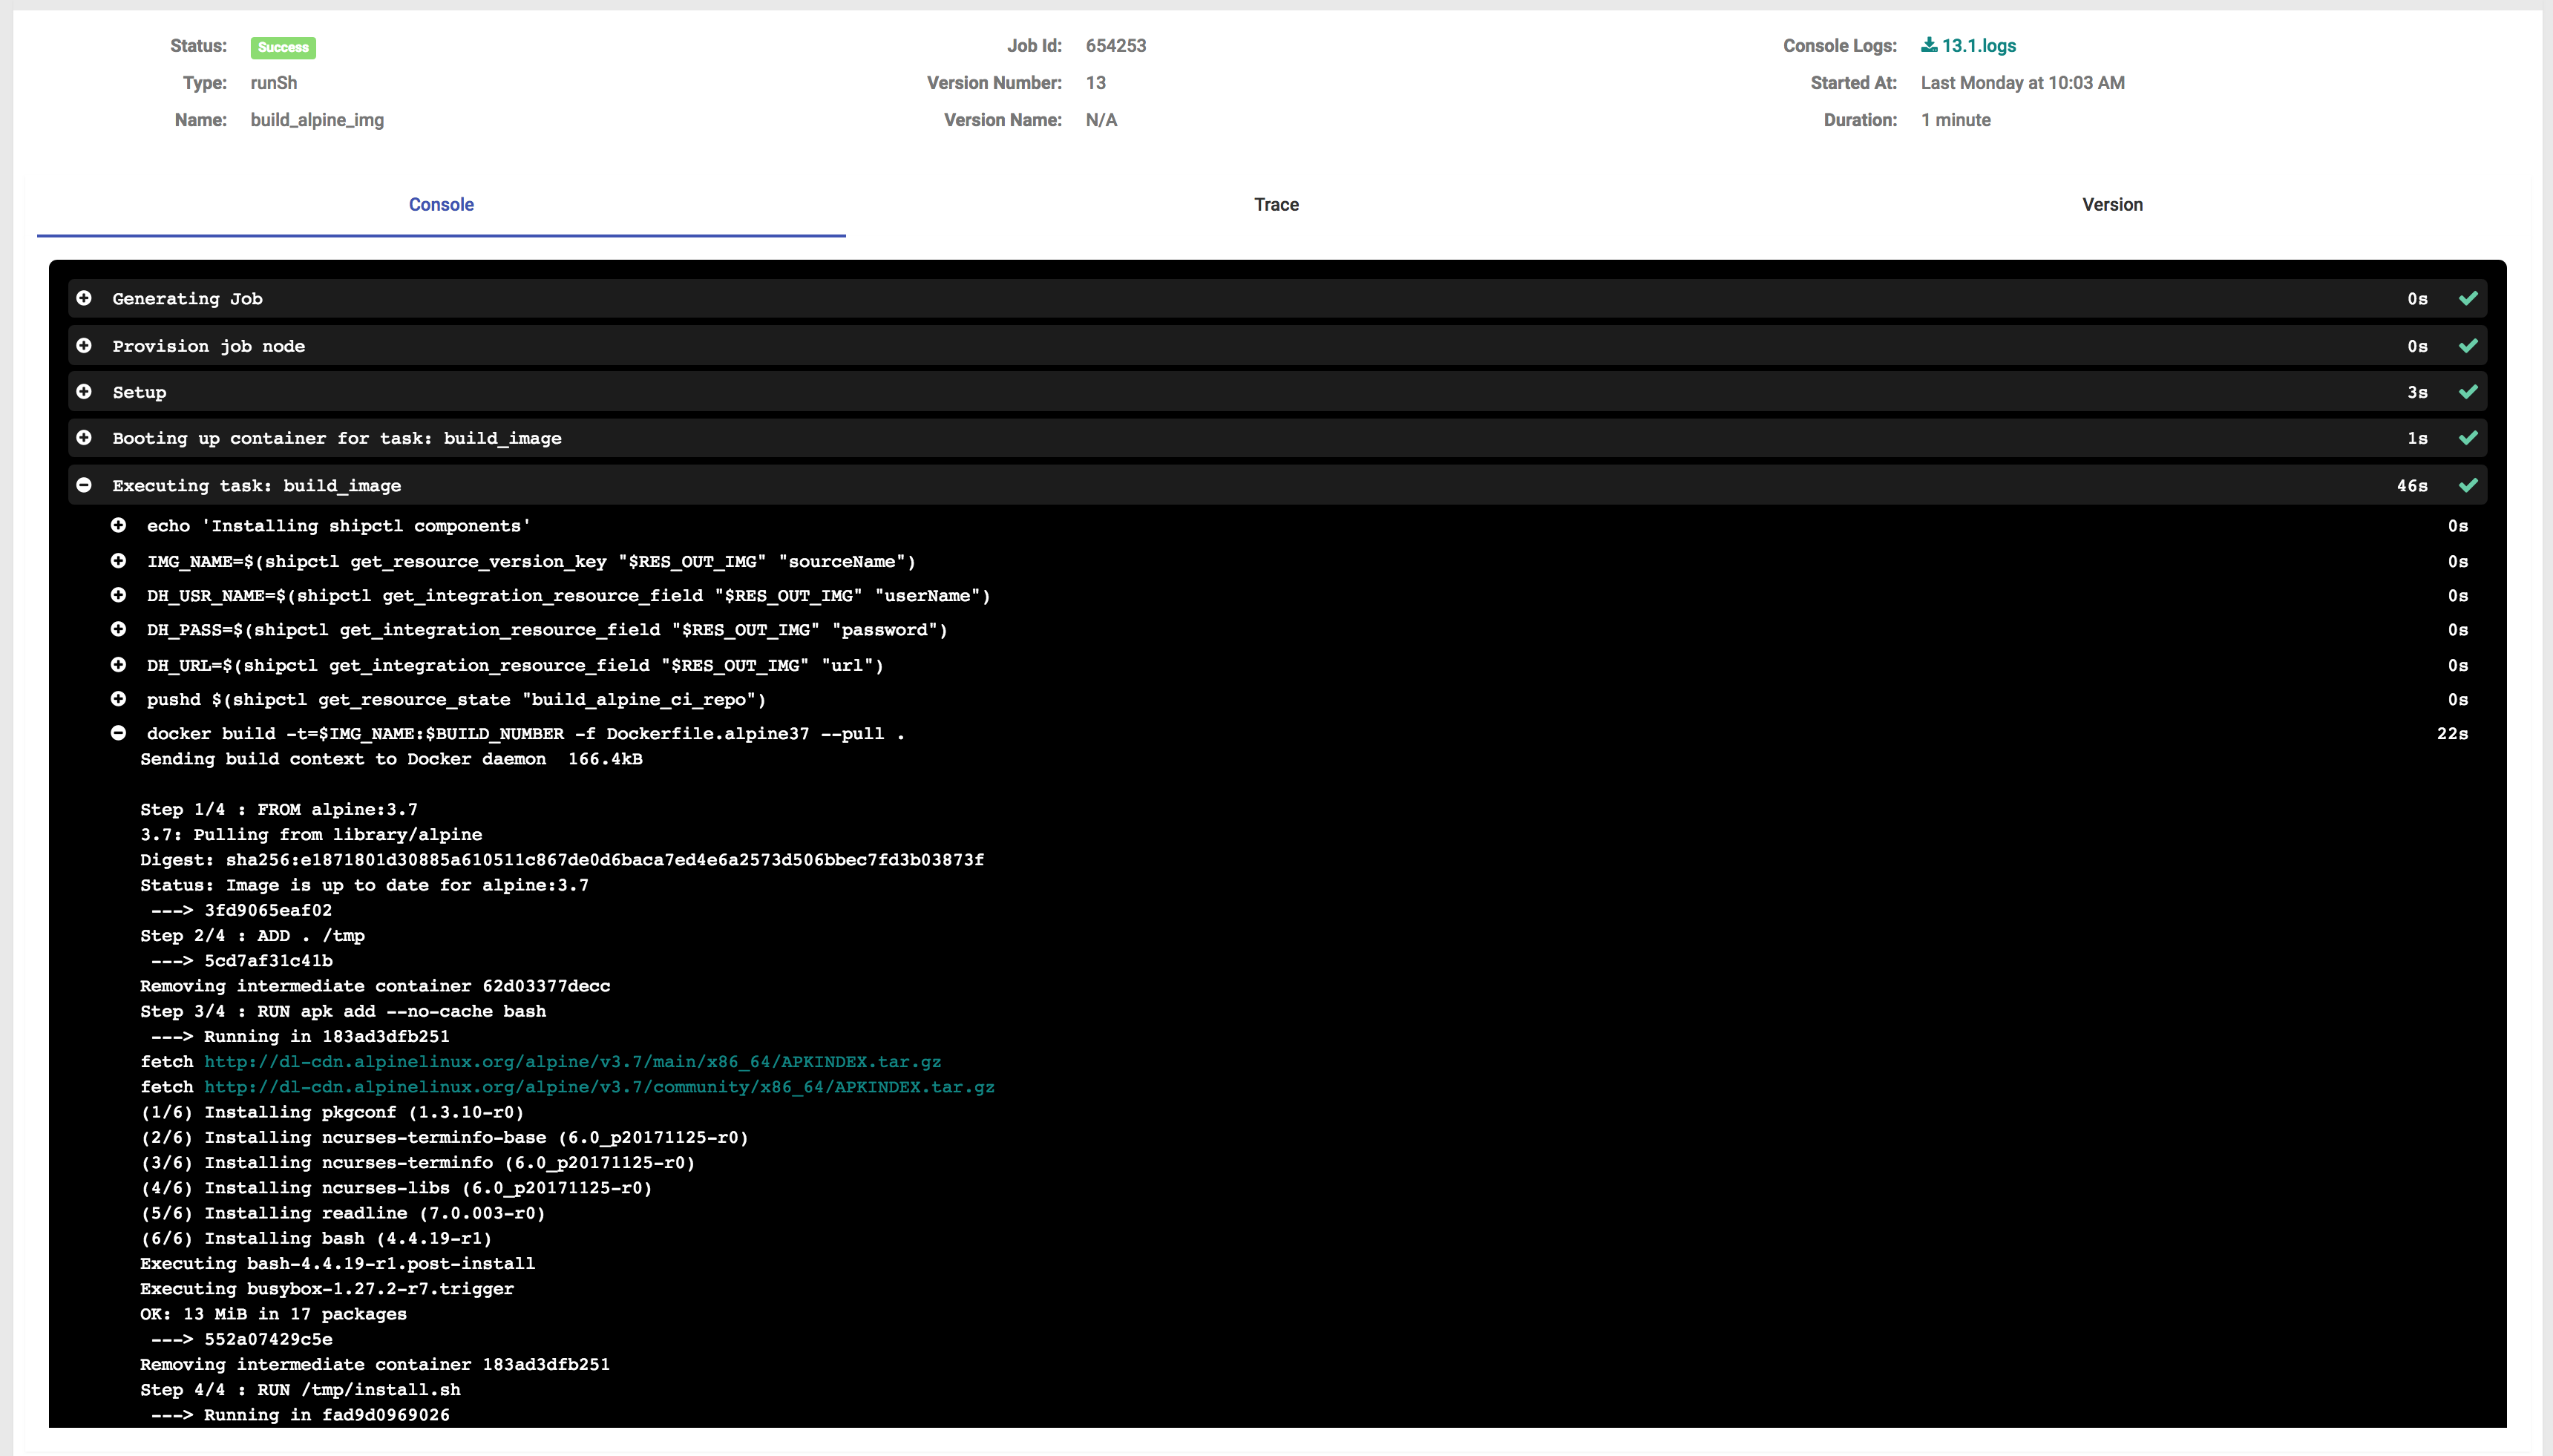 Status: Success
Type: runSh
Name: build_alpine_img
Job Id: 654253
Version Number: 13
Version Name: N/A
Console Logs: 13.1.logs
Started At: Last Monday at 10:03 AM
Duration: 1 minute
Console Trace Version
Generating Job 0s
Provision job node 0s
Setup 3s
Booting up container for task: build_image 1s
Executing task: build_image 46s
echo 'Installing shipctl components' 0s
IMG_NAME=$(shipctl get_resource_version_key "$RES_OUT_IMG" "sourceName") 0s
DH_USR_NAME=$(shipctl get_integration_resource_field "$RES_OUT_IMG" "userName") 0s
DH_PASS=$(shipctl get_integration_resource_field "$RES_OUT_IMG" "password") 0s
DH_URL=$(shipctl get_integration_resource_field "$RES_OUT_IMG" "url") 0s
pushd $(shipctl get_resource_state "build_alpine_ci_repo") 0s
docker build -t=$IMG_NAME:$BUILD_NUMBER -f Dockerfile.alpine37 --pull . 22s
Sending build context to Docker daemon  166.4kB
Step 1/4 : FROM alpine:3.7
3.7: Pulling from library/alpine
Digest: sha256:e1871801d30885a610511c867de0d6baca7ed4e6a2573d506bbec7fd3b03873f
Status: Image is up to date for alpine:3.7
---> 3fd9065eaf02
Step 2/4 : ADD . /tmp
---> 5cd7af31c41b
Removing intermediate container 62d03377decc
Step 3/4 : RUN apk add --no-cache bash
---> Running in 183ad3dfb251
fetch http://dl-cdn.alpinelinux.org/alpine/v3.7/main/x86_64/APKINDEX.tar.gz
fetch http://dl-cdn.alpinelinux.org/alpine/v3.7/community/x86_64/APKINDEX.tar.gz
(1/6) Installing pkgconf (1.3.10-r0)
(2/6) Installing ncurses-terminfo-base (6.0_p20171125-r0)
(3/6) Installing ncurses-terminfo (6.0_p20171125-r0)
(4/6) Installing ncurses-libs (6.0_p20171125-r0)
(5/6) Installing readline (7.0.003-r0)
(6/6) Installing bash (4.4.19-r1)
Executing bash-4.4.19-r1.post-install
Executing busybox-1.27.2-r7.trigger
OK: 13 MiB in 17 packages
---> 552a07429c5e
Removing intermediate container 183ad3dfb251
Step 4/4 : RUN /tmp/install.sh
---> Running in fad9d0969026